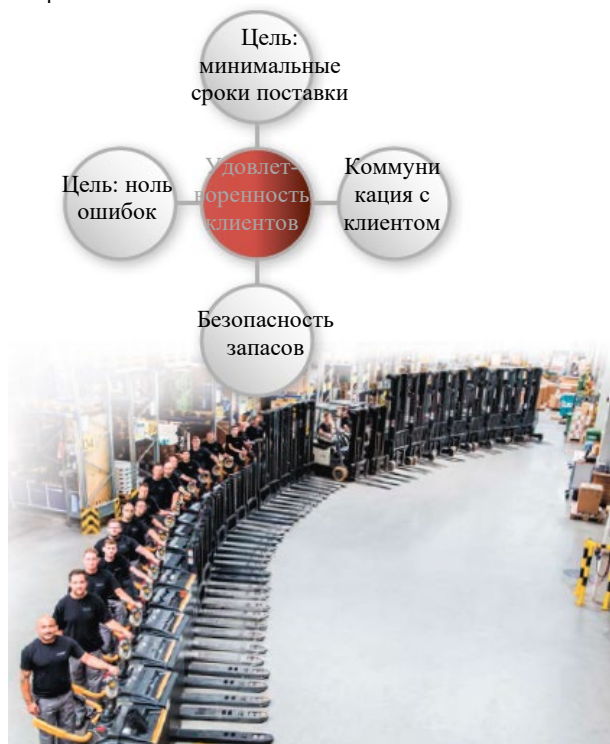 Цель:
минимальные
сроки поставки
Цель: ноль
ошибок
Удовлет-
воренность
клиентов
Коммуни
кация с
клиентом
Безопасность
запасов